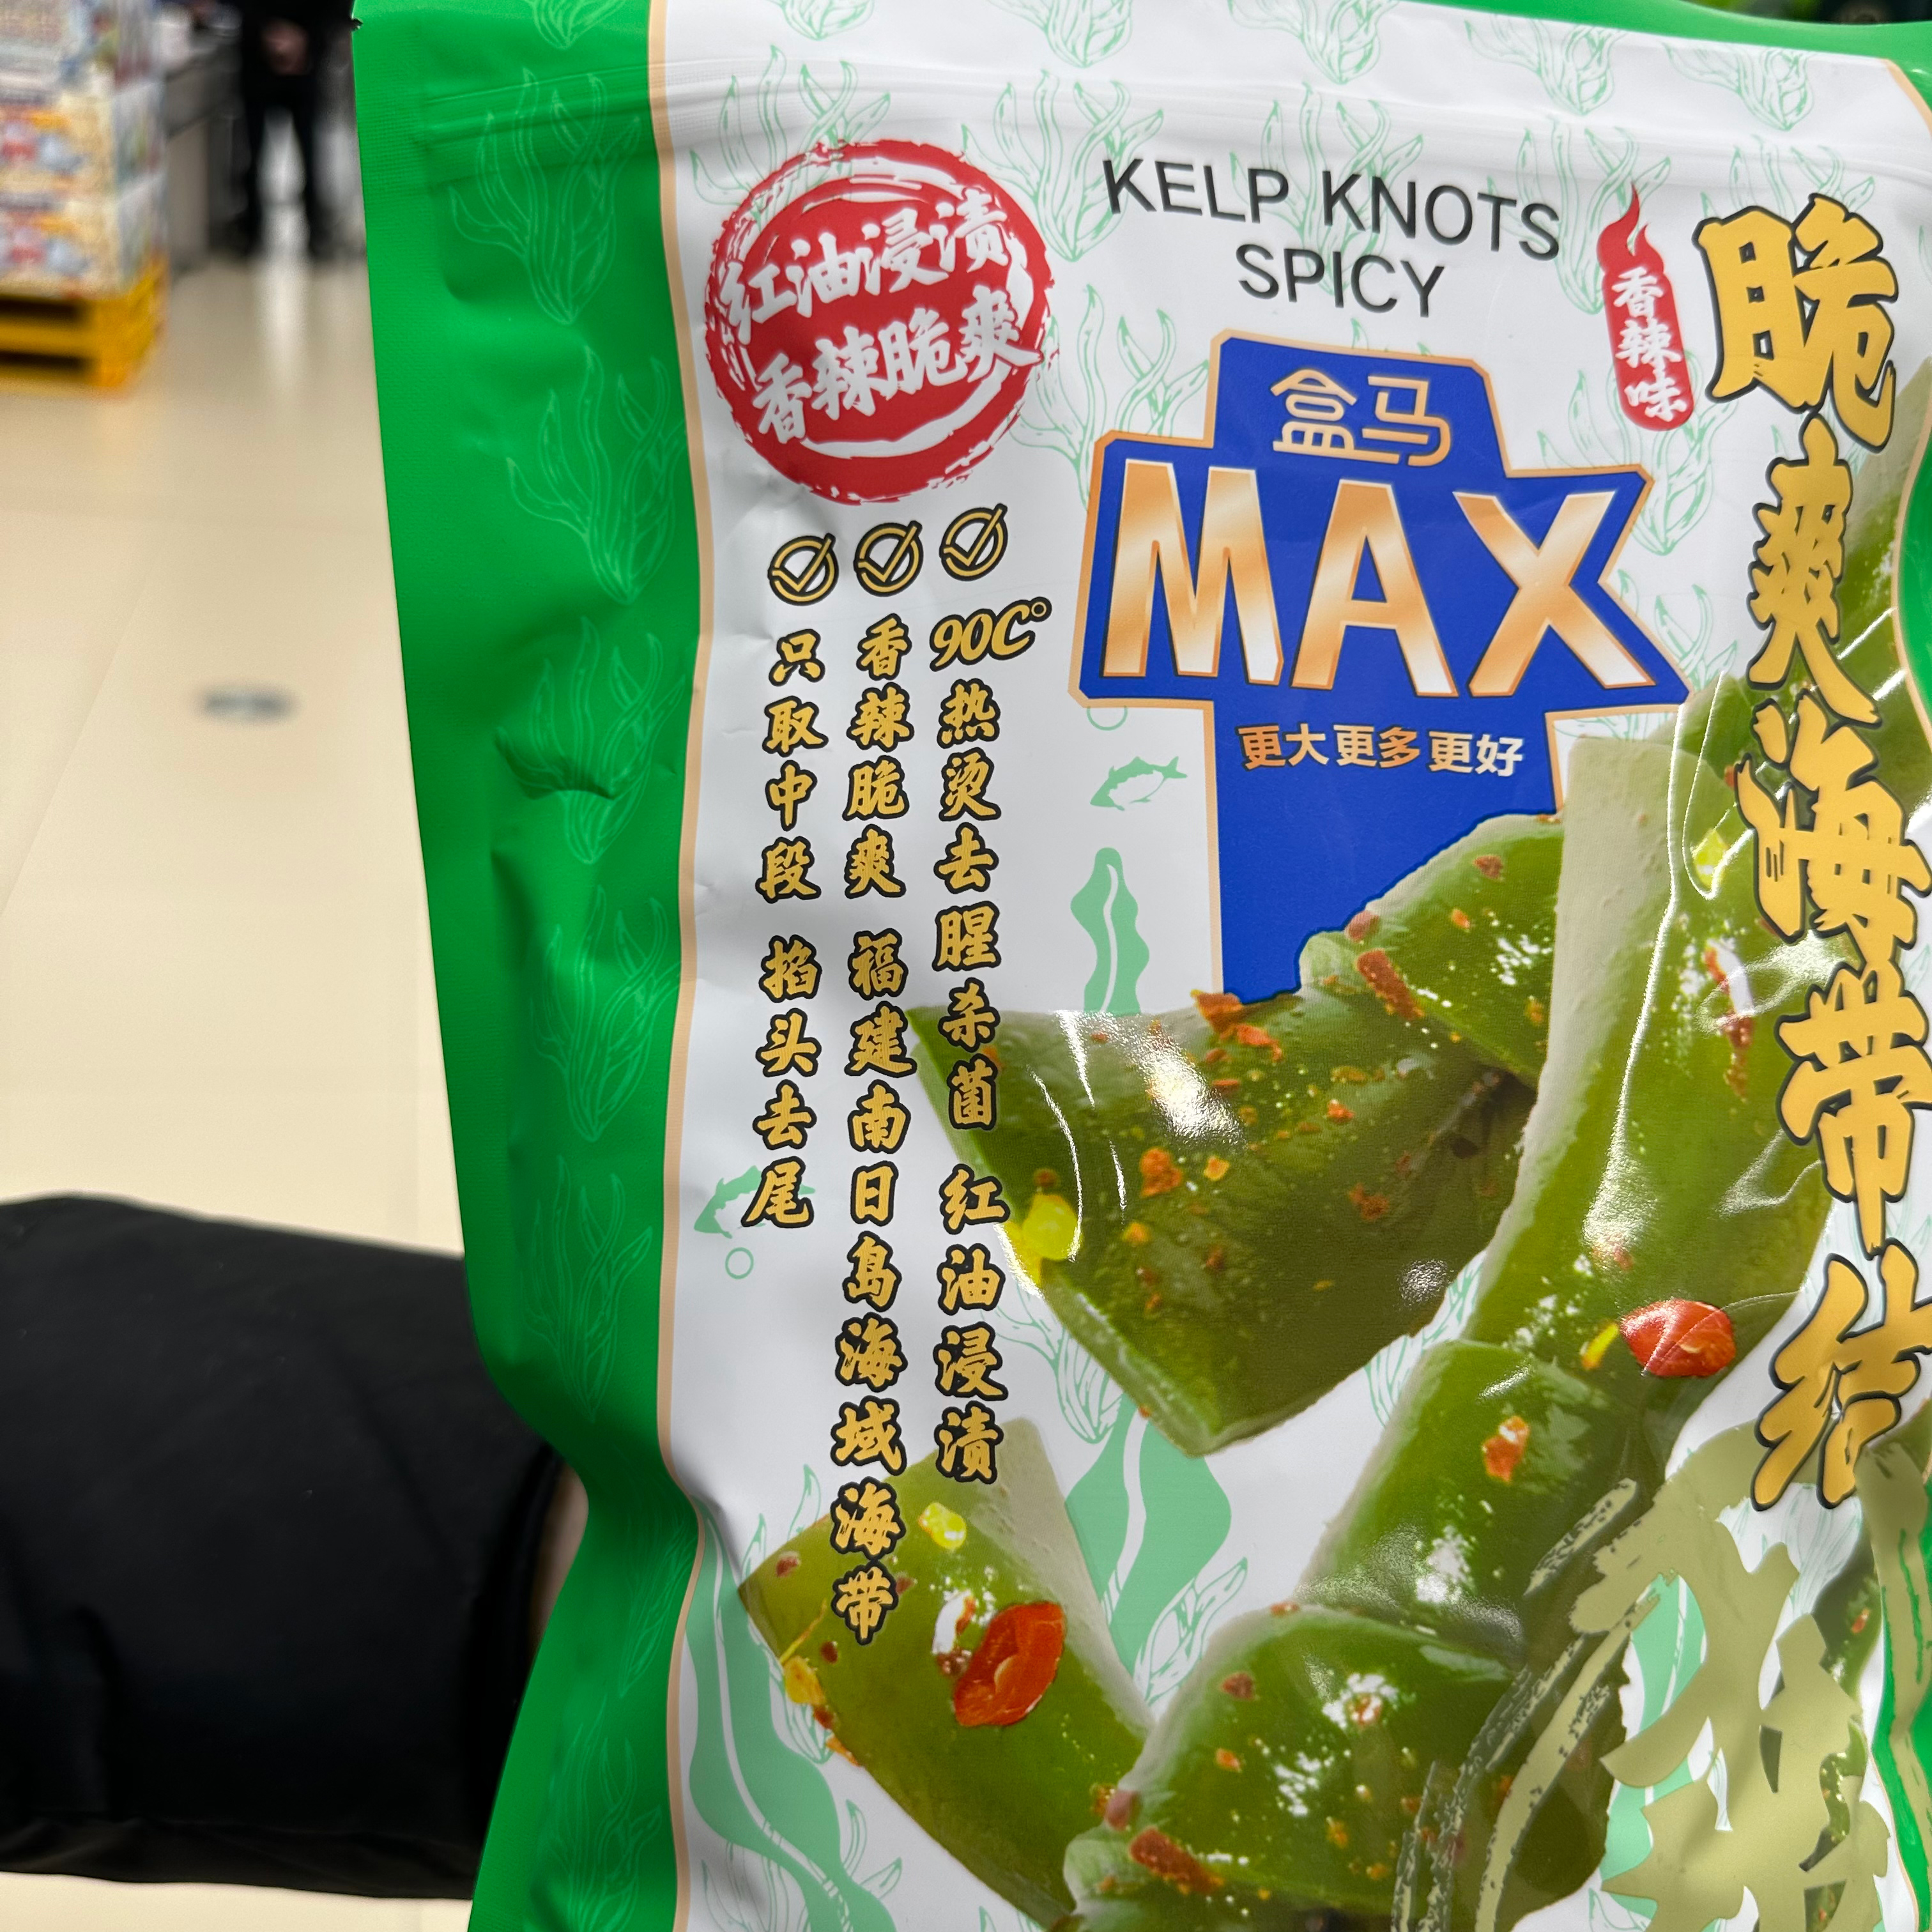 KELP KNOTS
SPICY
红油浸渍
香辣脆爽
香辣味
脆爽海带结
盒马
MAX
更大更多更好
90C°热烫去腥杀菌 红油浸渍
香辣脆爽 福建南日岛海域海带
只取中段 掐头去尾